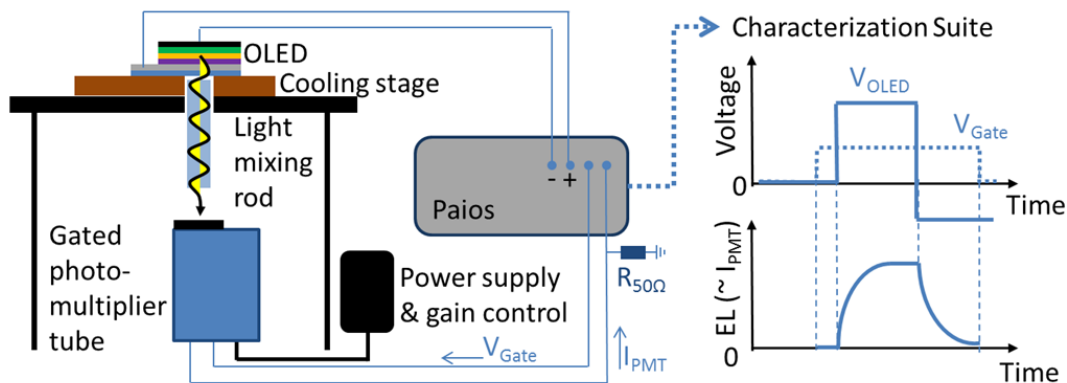 OLED
Cooling stage
Light
mixing
rod
Gated
photo-
multiplier
tube
Power supply
& gain control
- +
Paios
R50Ω
VGate
IPMT
Characterization Suite
Voltage
VOLED
VGate
0
Time
EL (~ IPMT)
0
Time